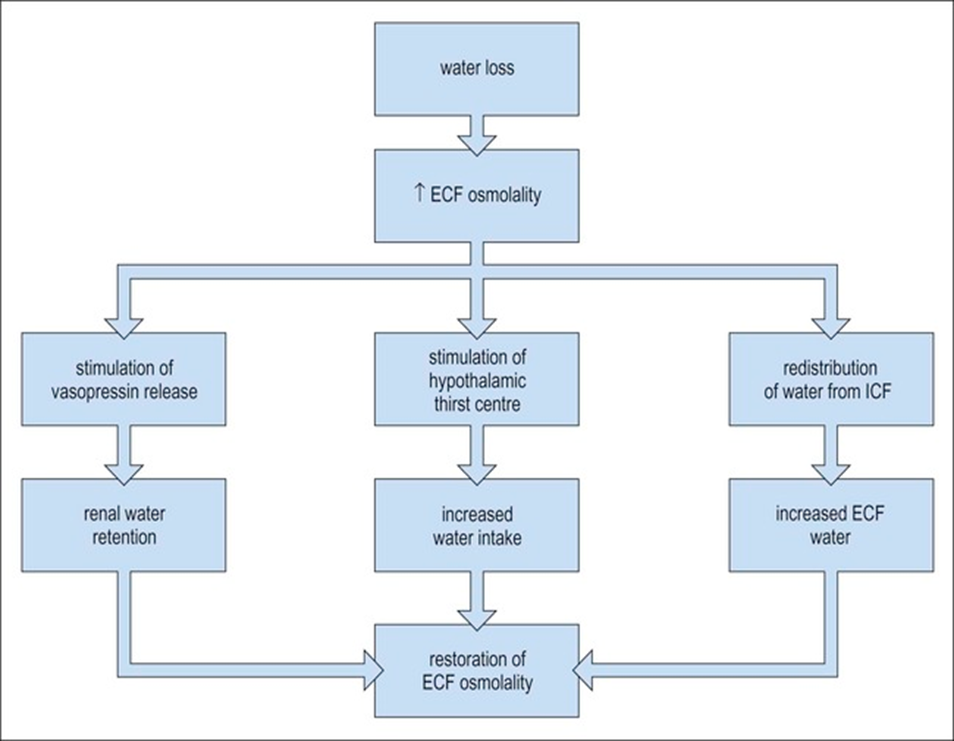 water loss
↑ ECF osmolality
stimulation of
vasopressin release
stimulation of
hypothalamic
thirst centre
redistribution
of water from ICF
renal water
retention
increased
water intake
increased ECF
water
restoration of
ECF osmolality